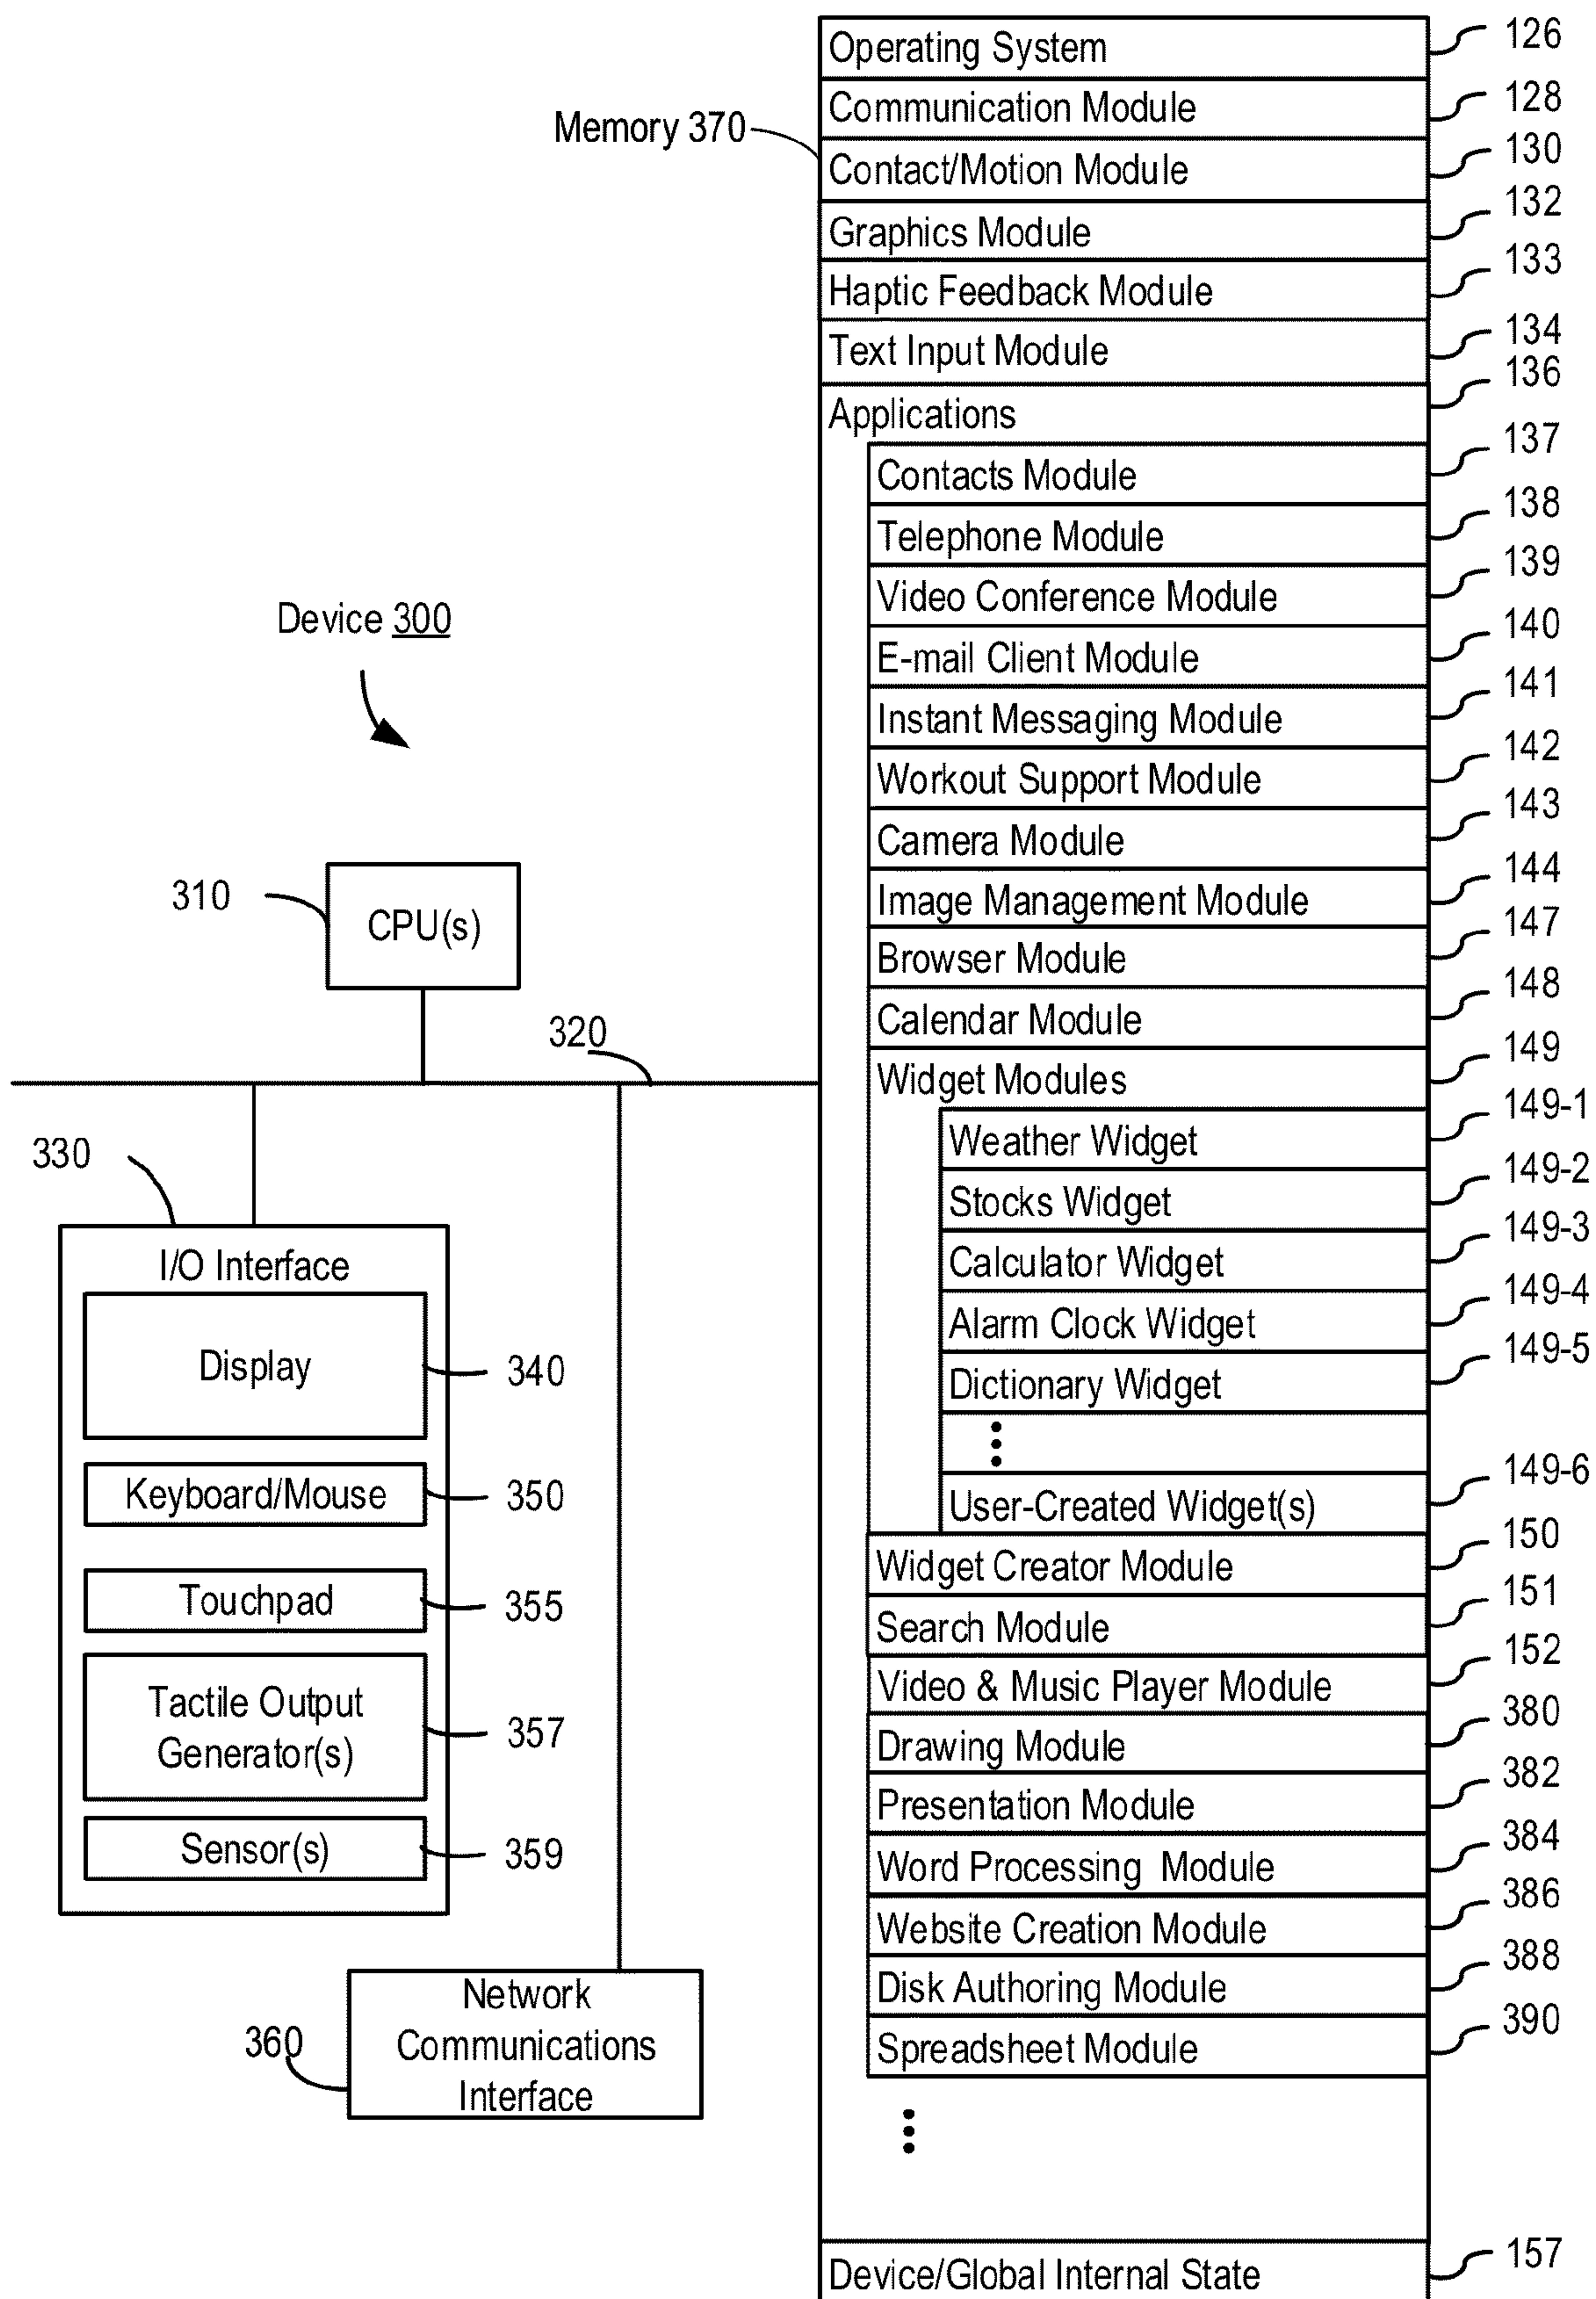 Device 300
310
CPU(s)
320
330
I/O Interface
Display
340
Keyboard/Mouse
350
Touchpad
355
Tactile Output
Generator(s)
357
Sensor(s)
359
Network
Communications
Interface
360
Memory 370
Operating System 126
Communication Module 128
Contact/Motion Module 130
Graphics Module 132
Haptic Feedback Module 133
Text Input Module 134
Applications 136
Contacts Module 137
Telephone Module 138
Video Conference Module 139
E-mail Client Module 140
Instant Messaging Module 141
Workout Support Module 142
Camera Module 143
Image Management Module 144
Browser Module 147
Calendar Module 148
Widget Modules 149
Weather Widget 149-1
Stocks Widget 149-2
Calculator Widget 149-3
Alarm Clock Widget 149-4
Dictionary Widget 149-5
User-Created Widget(s) 149-6
Widget Creator Module 150
Search Module 151
Video & Music Player Module 152
Drawing Module 380
Presentation Module 382
Word Processing Module 384
Website Creation Module 386
Disk Authoring Module 388
Spreadsheet Module 390
Device/Global Internal State 157